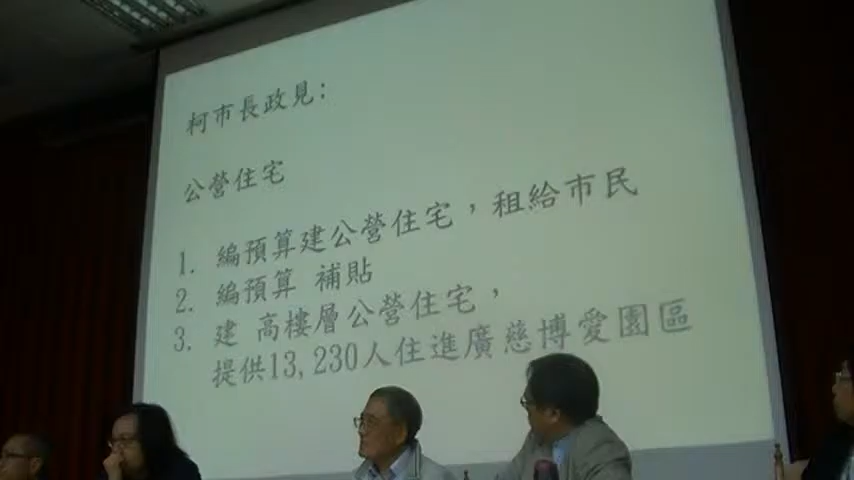 柯市長政見:
公營住宅
1. 編預算建公營住宅，租給市民
2. 編預算 補貼
3. 建 高樓層公營住宅，
提供13,230人住進廣慈博愛園區